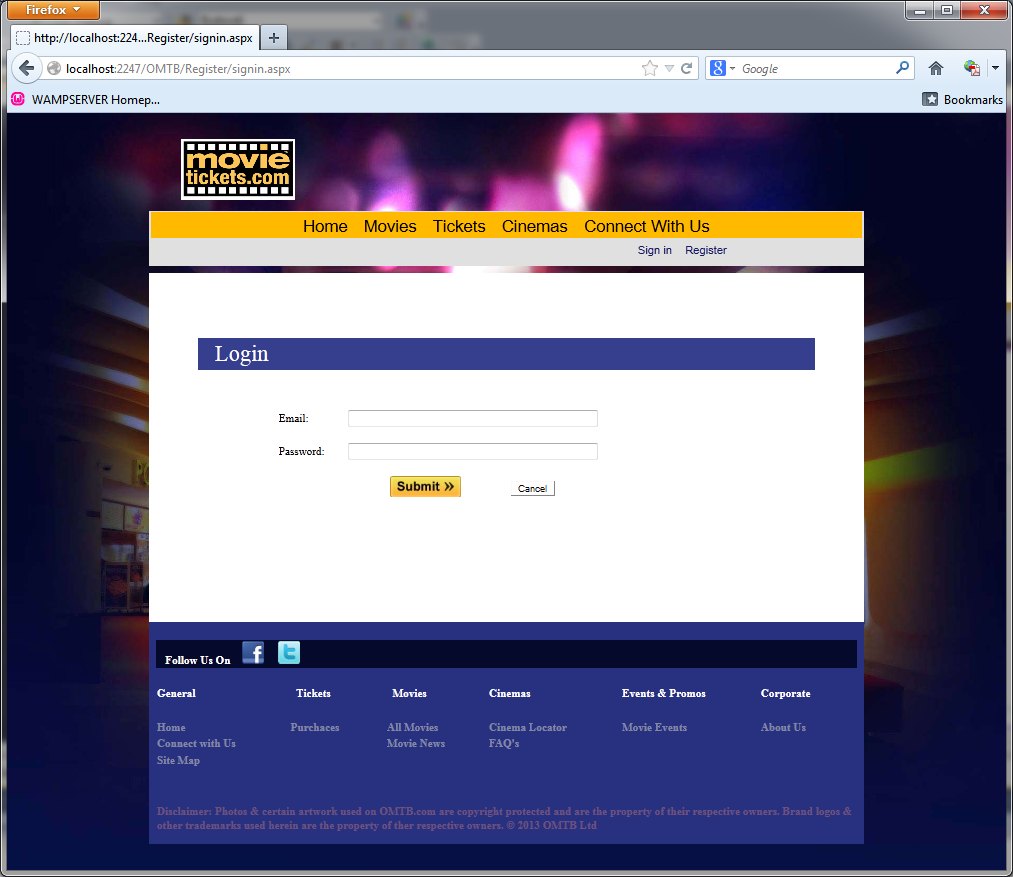 Firefox
http://localhost:224...Register/signin.aspx
localhost:2247/OMTB/Register/signin.aspx
Google
WAMPSERVER Homep...
Bookmarks
movie
tickets.com
Home Movies Tickets Cinemas Connect With Us
Sign in Register
Login
Email:
Password:
Submit »
Cancel
Follow Us On
General Tickets Movies Cinemas Events & Promos Corporate
Home Purchaces All Movies Cinema Locator Movie Events About Us
Connect with Us Movie News FAQ's
Site Map
Disclaimer: Photos & certain artwork used on OMTB.com are copyright protected and are the property of their respective owners. Brand logos &
other trademarks used herein are the property of ther respective owners. © 2013 OMTB Ltd